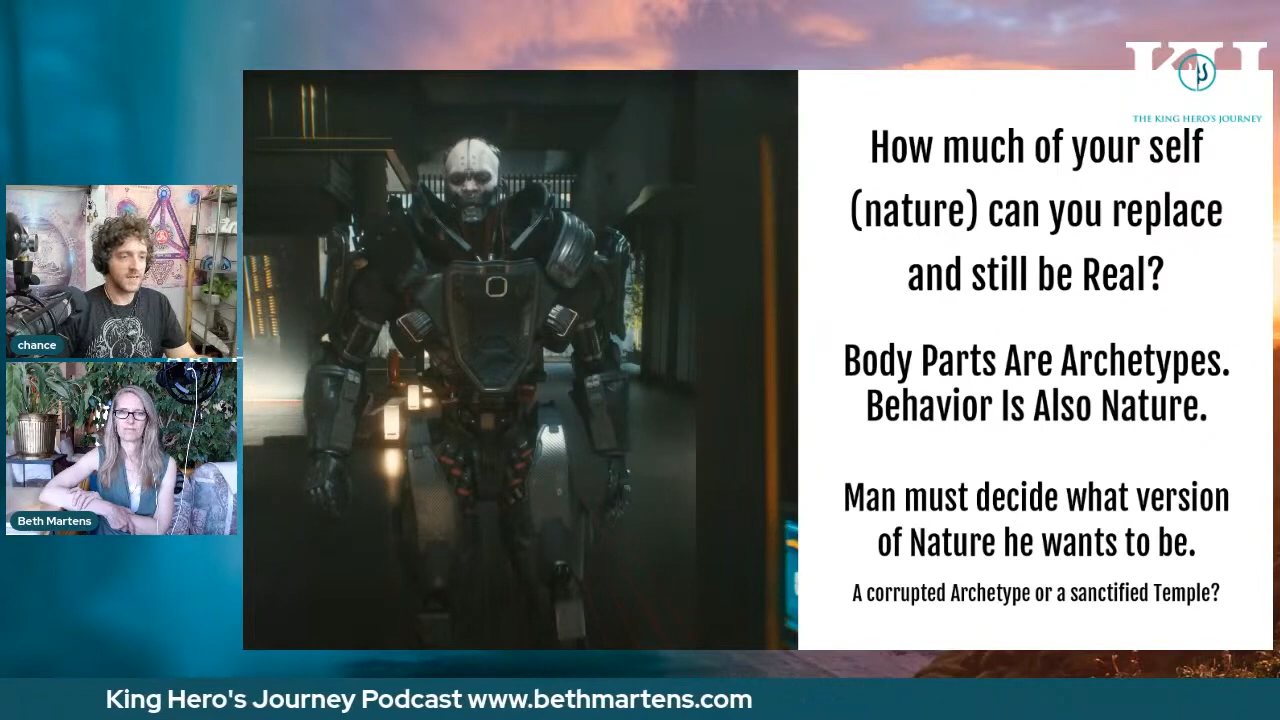 THE KING HERO'S JOURNEY
How much of your self
(nature) can you replace
and still be Real?
Body Parts Are Archetypes.
Behavior Is Also Nature.
Man must decide what version
of Nature he wants to be.
A corrupted Archetype or a sanctified Temple?
chance
Beth Martens
King Hero's Journey Podcast www.bethmartens.com